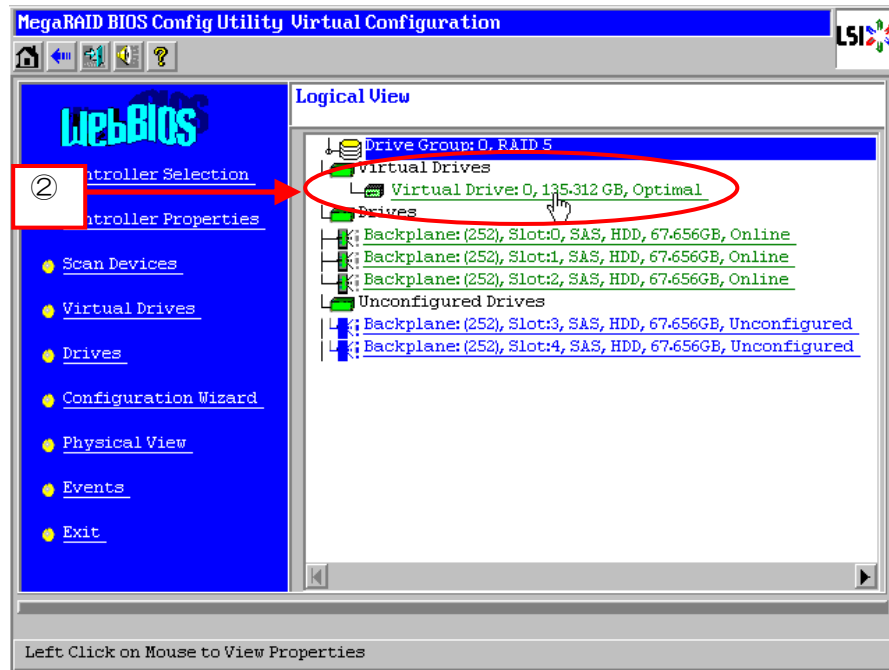 MegaRAID BIOS Config Utility Virtual Configuration
LSI
WebBIOS
Logical View
②
ntroller Selection
ntroller Properties
Scan Devices
Virtual Drives
Drives
Configuration Wizard
Physical View
Events
Exit
Drive Group: 0, RAID 5
Virtual Drives
Virtual Drive: 0, 135.312 GB, Optimal
Drives
Backplane: (252), Slot:0, SAS, HDD, 67.656GB, Online
Backplane: (252), Slot:1, SAS, HDD, 67.656GB, Online
Backplane: (252), Slot:2, SAS, HDD, 67.656GB, Online
Unconfigured Drives
Backplane: (252), Slot:3, SAS, HDD, 67.656GB, Unconfigured
Backplane: (252), Slot:4, SAS, HDD, 67.656GB, Unconfigured
Left Click on Mouse to View Properties